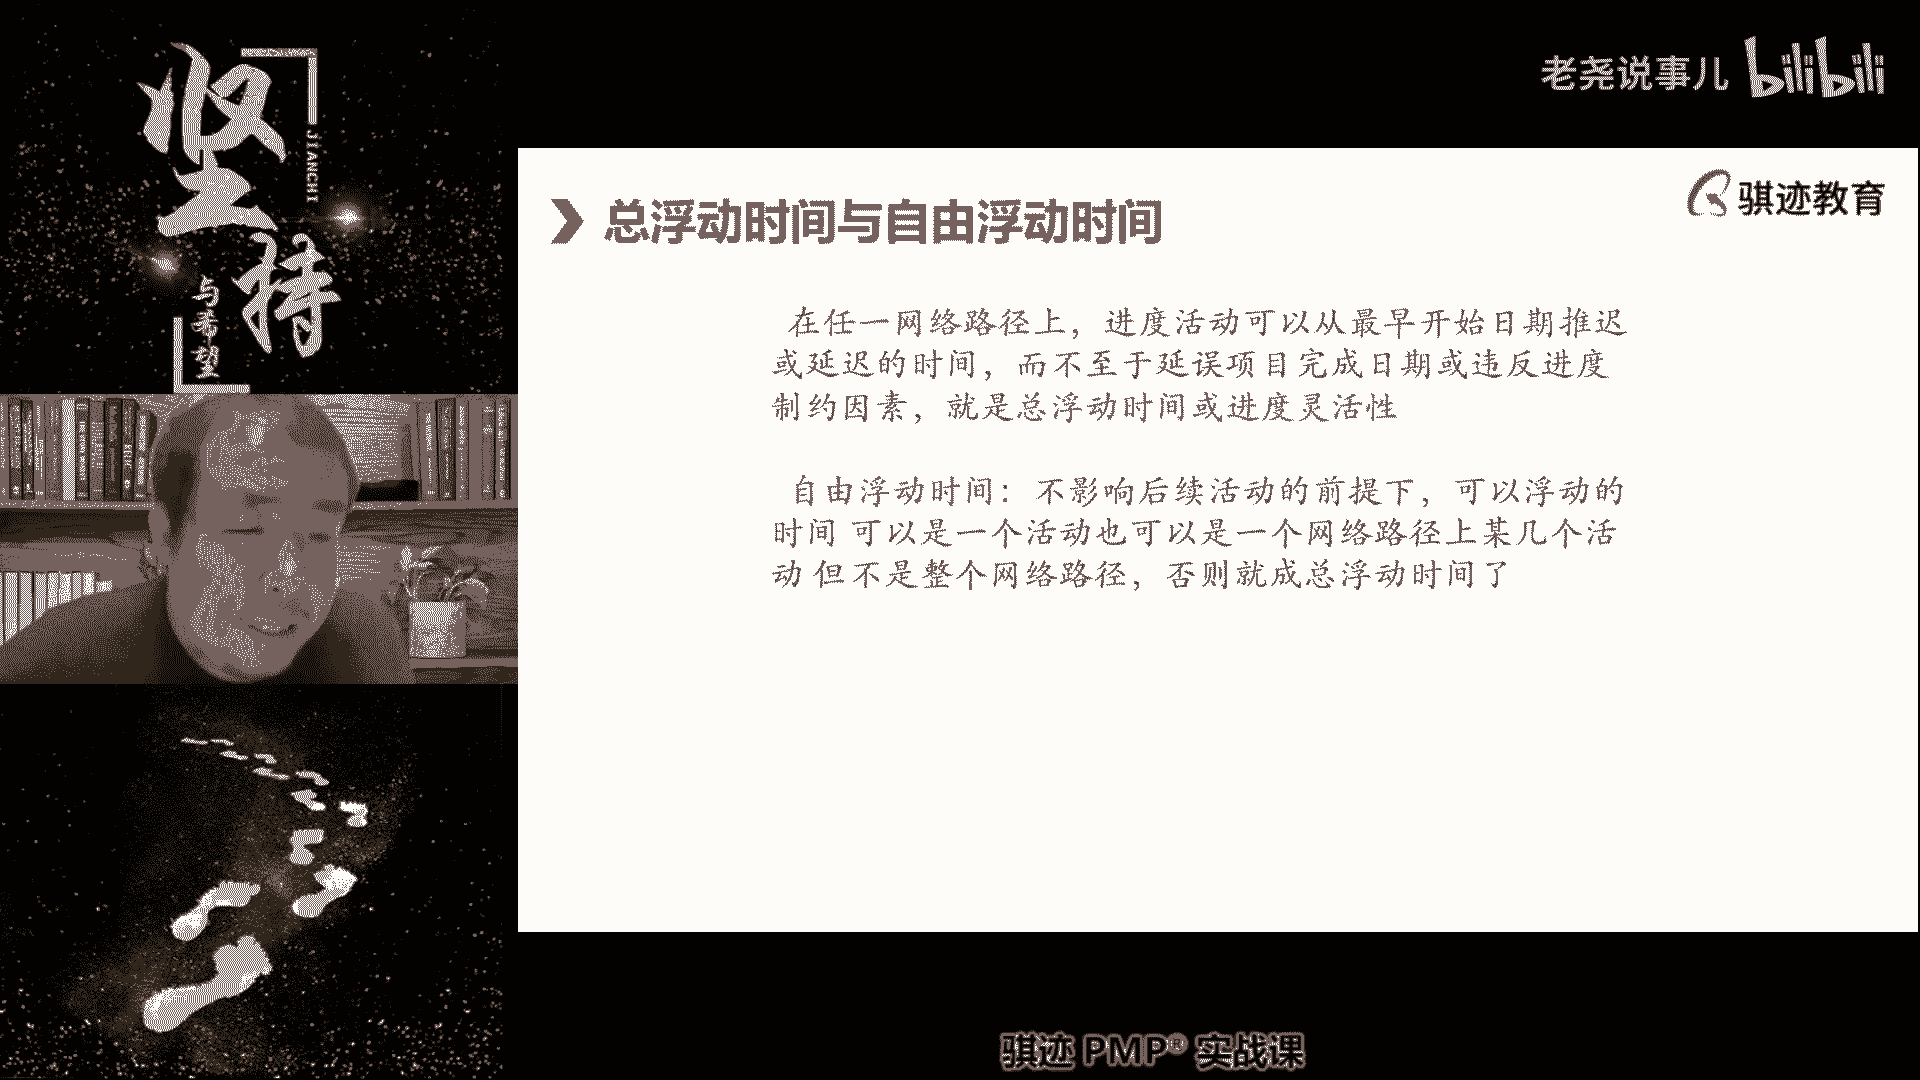 坚持
JIANCHI
与希望
老尧说事儿 bilibili
骐迹教育
总浮动时间与自由浮动时间
在任一网络路径上，进度活动可以从最早开始日期推迟
或延迟的时间，而不至于延误项目完成日期或违反进度
制约因素，就是总浮动时间或进度灵活性
自由浮动时间：不影响后续活动的前提下，可以浮动的
时间 可以是一个活动也可以是一个网络路径上某几个活
动 但不是整个网络路径，否则就成总浮动时间了
骐迹 PMP® 实战课